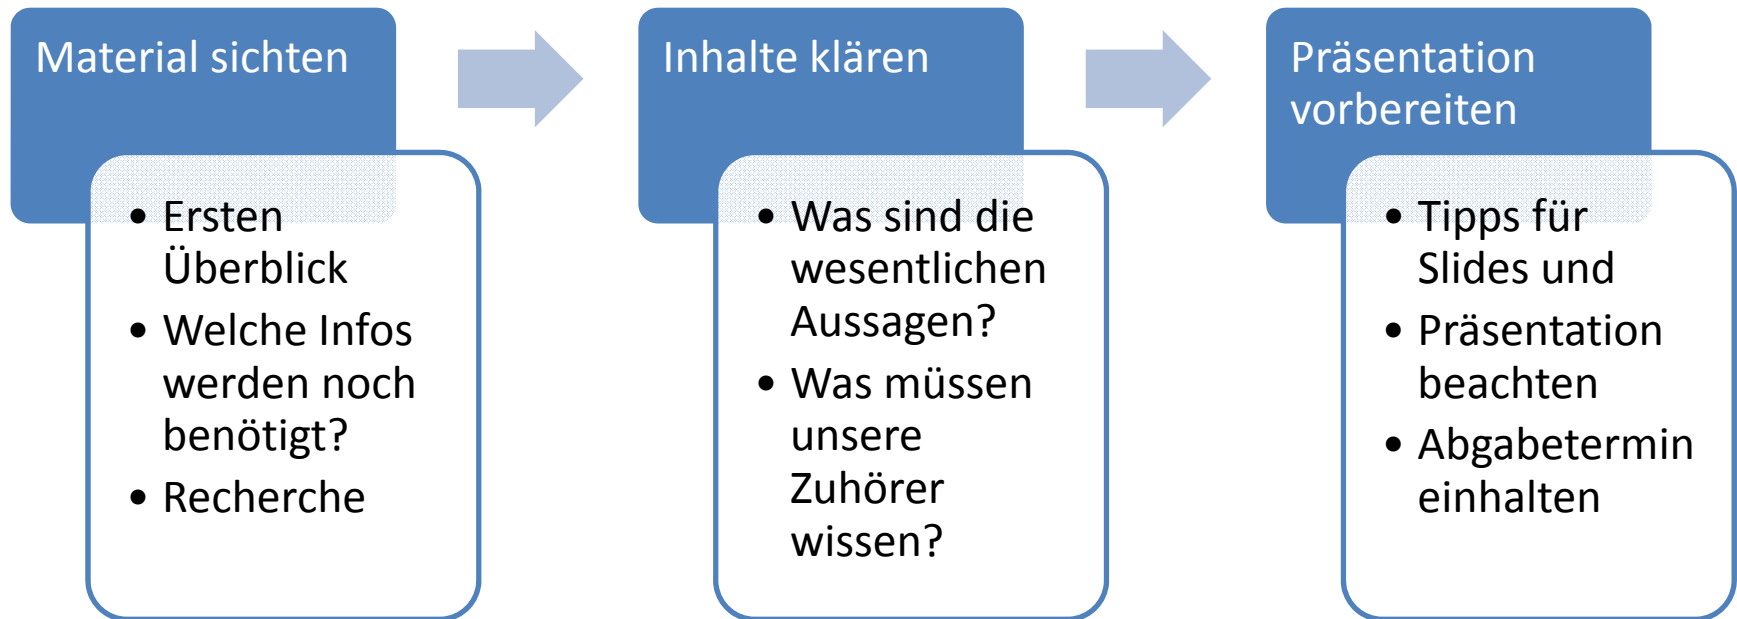 Material sichten
• Ersten
Überblick
• Welche Infos
werden noch
benötigt?
• Recherche
Inhalte klären
• Was sind die
wesentlichen
Aussagen?
• Was müssen
unsere
Zuhörer
wissen?
Präsentation
vorbereiten
• Tipps für
Slides und
• Präsentation
beachten
• Abgabetermin
einhalten